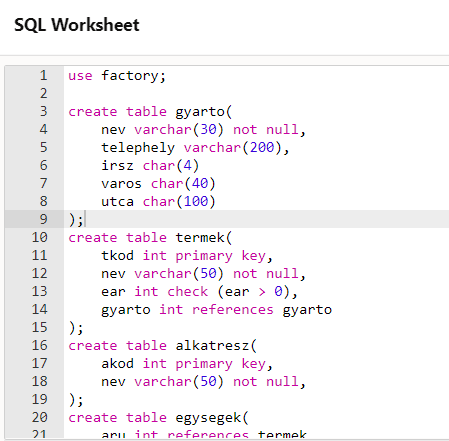 SQL Worksheet
1 use factory;
2
3 create table gyarto(
4 nev varchar(30) not null,
5 telephely varchar(200),
6 irsz char(4)
7 varos char(40)
8 utca char(100)
9 );
10 create table termek(
11 tkod int primary key,
12 nev varchar(50) not null,
13 ear int check (ear > 0),
14 gyarto int references gyarto
15 );
16 create table alkatresz(
17 akod int primary key,
18 nev varchar(50) not null,
19 );
20 create table egysegek(
21 aru int references termek